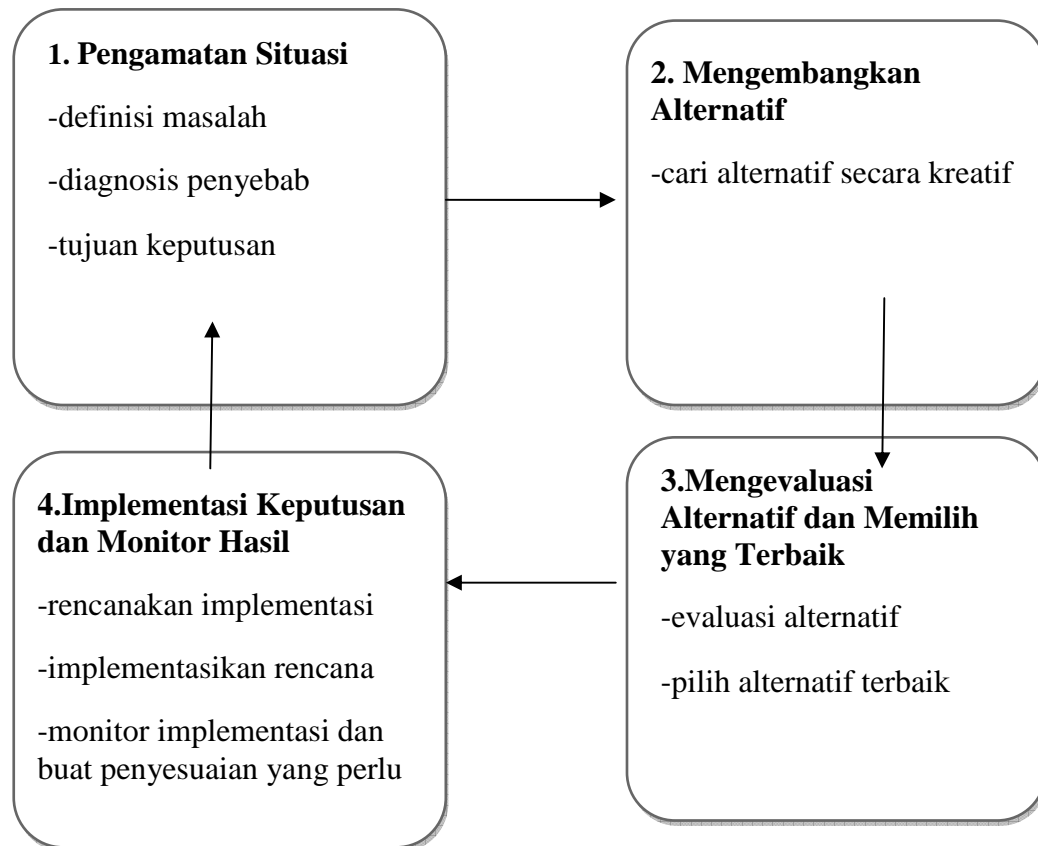 1. Pengamatan Situasi
-definisi masalah
-diagnosis penyebab
-tujuan keputusan
2. Mengembangkan
Alternatif
-cari alternatif secara kreatif
3.Mengevaluasi
Alternatif dan Memilih
yang Terbaik
-evaluasi alternatif
-pilih alternatif terbaik
4.Implementasi Keputusan
dan Monitor Hasil
-rencanakan implementasi
-implementasikan rencana
-monitor implementasi dan
buat penyesuaian yang perlu